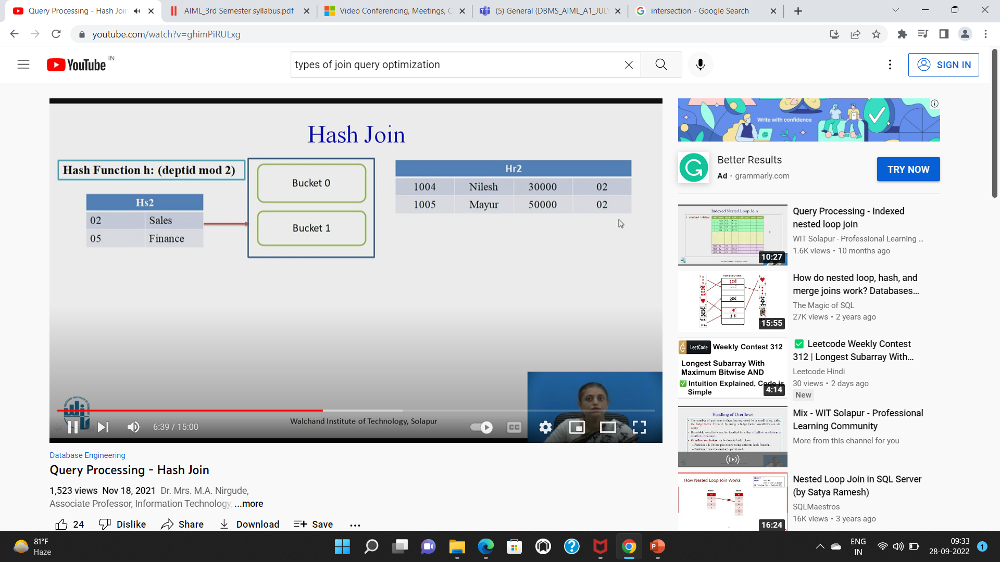 Query Processing - Hash Join
AIML_3rd Semester syllabus.pdf
Video Conferencing, Meetings, C
(5) General (DBMS_AIML_A1_JULY
intersection - Google Search
youtube.com/watch?v=ghimPiRULxg
YouTube IN
types of join query optimization
SIGN IN
Hash Join
Hash Function h: (deptid mod 2)
Hs2
02 Sales
05 Finance
Bucket 0
Bucket 1
Hr2
1004 Nilesh 30000 02
1005 Mayur 50000 02
Walchand Institute of Technology, Solapur
6:39 / 15:00
CC
Database Engineering
Query Processing - Hash Join
1,523 views Nov 18, 2021 Dr. Mrs. M.A. Nirgude,
Associate Professor, Information Technology, ...more
24 Dislike Share Download Save
Write with confidence
Better Results
Ad · grammarly.com
TRY NOW
Indexed Nested Loop Join
10:27
Query Processing - Indexed
nested loop join
WIT Solapur - Professional Learning ...
1.6K views • 10 months ago
15:55
How do nested loop, hash, and
merge joins work? Databases...
The Magic of SQL
27K views • 2 years ago
LeetCode Weekly Contest 312
Longest Subarray With
Maximum Bitwise AND
Intuition Explained, Code is
Simple
4:14
✅ Leetcode Weekly Contest
312 | Longest Subarray With...
Leetcode Hindi
30 views • 2 days ago
New
Handling of Overflows
Mix - WIT Solapur - Professional
Learning Community
More from this channel for you
How Nested Loop Join Works
16:24
Nested Loop Join in SQL Server
(by Satya Ramesh)
SQLMaestros
16K views • 3 years ago
81°F
Haze
ENG
IN
09:33
28-09-2022
1